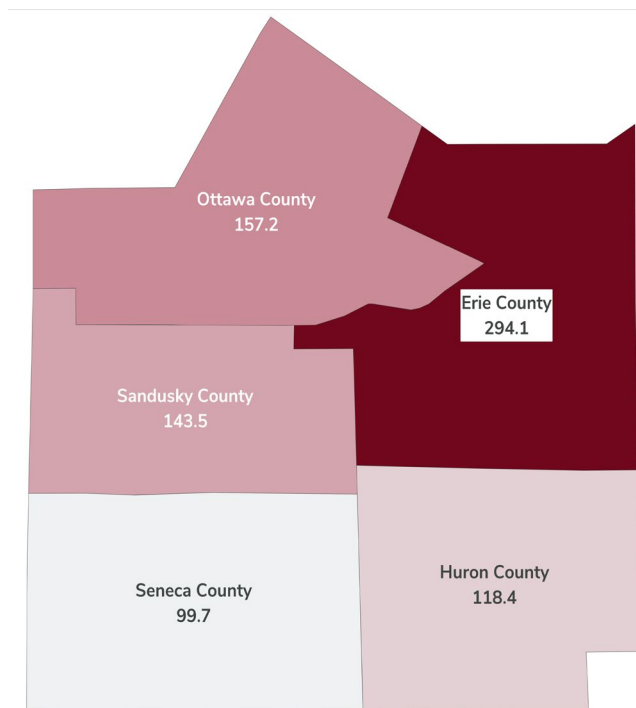 Ottawa County
157.2
Erie County
294.1
Sandusky County
143.5
Huron County
118.4
Seneca County
99.7